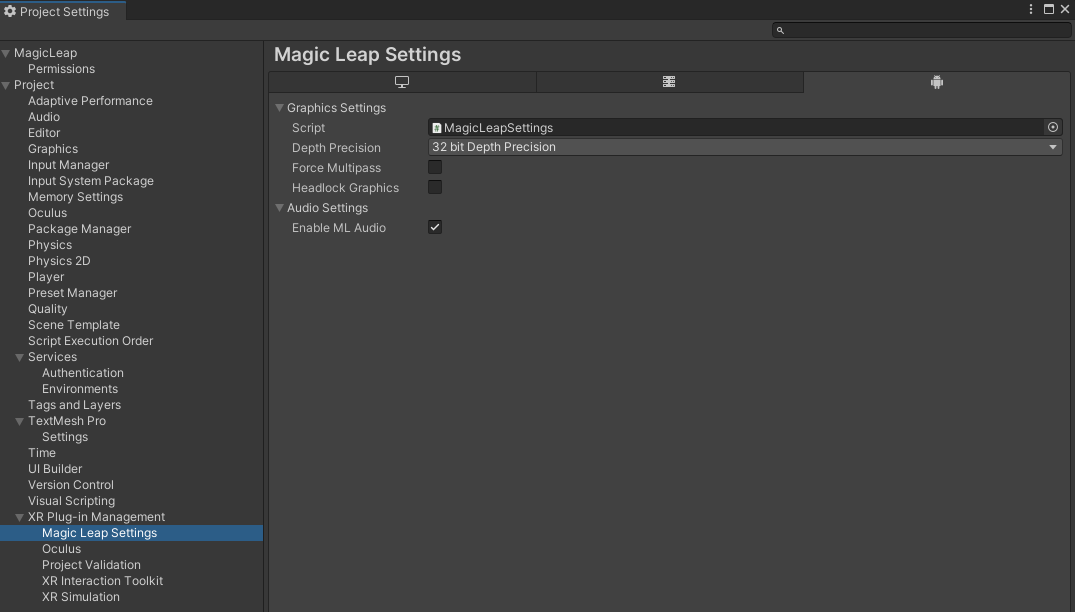 Project Settings
MagicLeap
Permissions
Project
Adaptive Performance
Audio
Editor
Graphics
Input Manager
Input System Package
Memory Settings
Oculus
Package Manager
Physics
Physics 2D
Player
Preset Manager
Quality
Scene Template
Script Execution Order
Services
Authentication
Environments
Tags and Layers
TextMesh Pro
Settings
Time
UI Builder
Version Control
Visual Scripting
XR Plug-in Management
Magic Leap Settings
Oculus
Project Validation
XR Interaction Toolkit
XR Simulation
Magic Leap Settings
Graphics Settings
Script # MagicLeapSettings
Depth Precision 32 bit Depth Precision
Force Multipass
Headlock Graphics
Audio Settings
Enable ML Audio